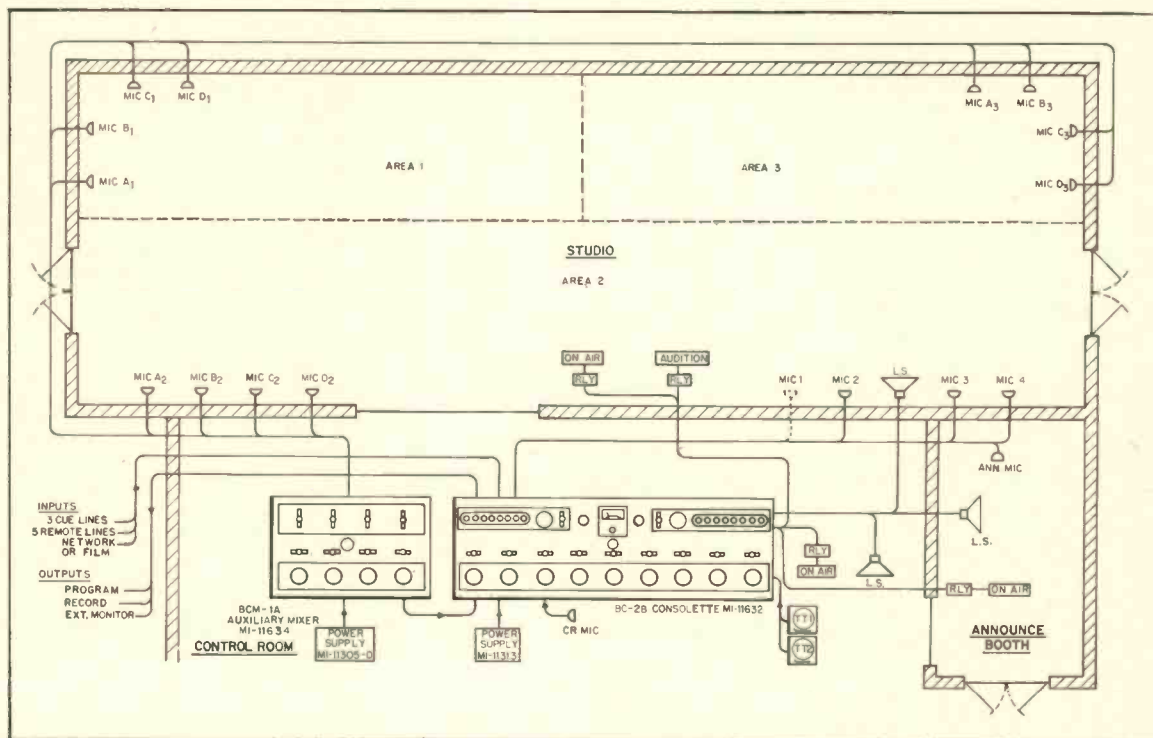 MIC C1
MIC D1
MIC A3
MIC B3
MIC B1
MIC C3
MIC A1
MIC D3
AREA 1
AREA 3
STUDIO
AREA 2
ON AIR
RLY
AUDITION
RLY
MIC A2
MIC B2
MIC C2
MIC D2
MIC 1
MIC 2
L.S.
MIC 3
MIC 4
ANN. MIC
INPUTS
3 CUE LINES
5 REMOTE LINES
NETWORK
OR FILM
OUTPUTS
PROGRAM
RECORD
EXT. MONITOR
BCM-1A
AUXILIARY MIXER
MI-11634
CONTROL ROOM
POWER
SUPPLY
MI-11305-D
POWER
SUPPLY
MI-11313
CR MIC
BC-2B CONSOLETTE MI-11632
RLY
ON AIR
L.S.
L.S.
RLY
ON AIR
TT1
TT2
ANNOUNCE
BOOTH